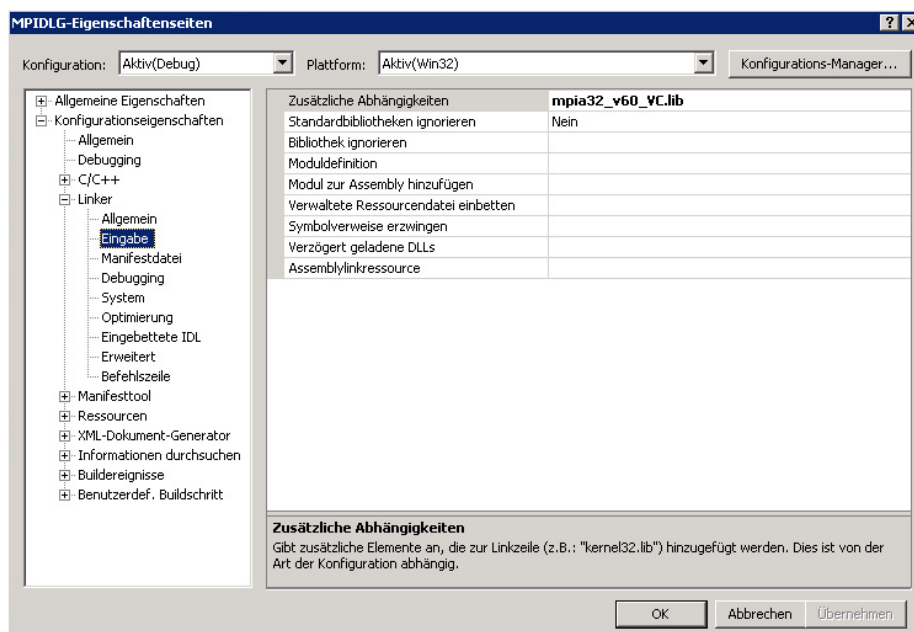 MPIDLG-Eigenschaftenseiten
Konfiguration: Aktiv(Debug) Plattform: Aktiv(Win32) Konfigurations-Manager...
Allgemeine Eigenschaften
Konfigurationseigenschaften
Allgemein
Debugging
C/C++
Linker
Allgemein
Eingabe
Manifestdatei
Debugging
System
Optimierung
Eingebettete IDL
Erweitert
Befehlszeile
Manifesttool
Ressourcen
XML-Dokument-Generator
Informationen durchsuchen
Buildereignisse
Benutzerdef. Buildschritt
Zusätzliche Abhängigkeiten mpia32_v60_VC.lib
Standardbibliotheken ignorieren Nein
Bibliothek ignorieren
Moduldefinition
Modul zur Assembly hinzufügen
Verwaltete Ressourcendatei einbetten
Symbolverweise erzwingen
Verzögert geladene DLLs
Assemblylinkressource
Zusätzliche Abhängigkeiten
Gibt zusätzliche Elemente an, die zur Linkzeile (z.B.: "kernel32.lib") hinzugefügt werden. Dies ist von der
Art der Konfiguration abhängig.
OK Abbrechen Übernehmen